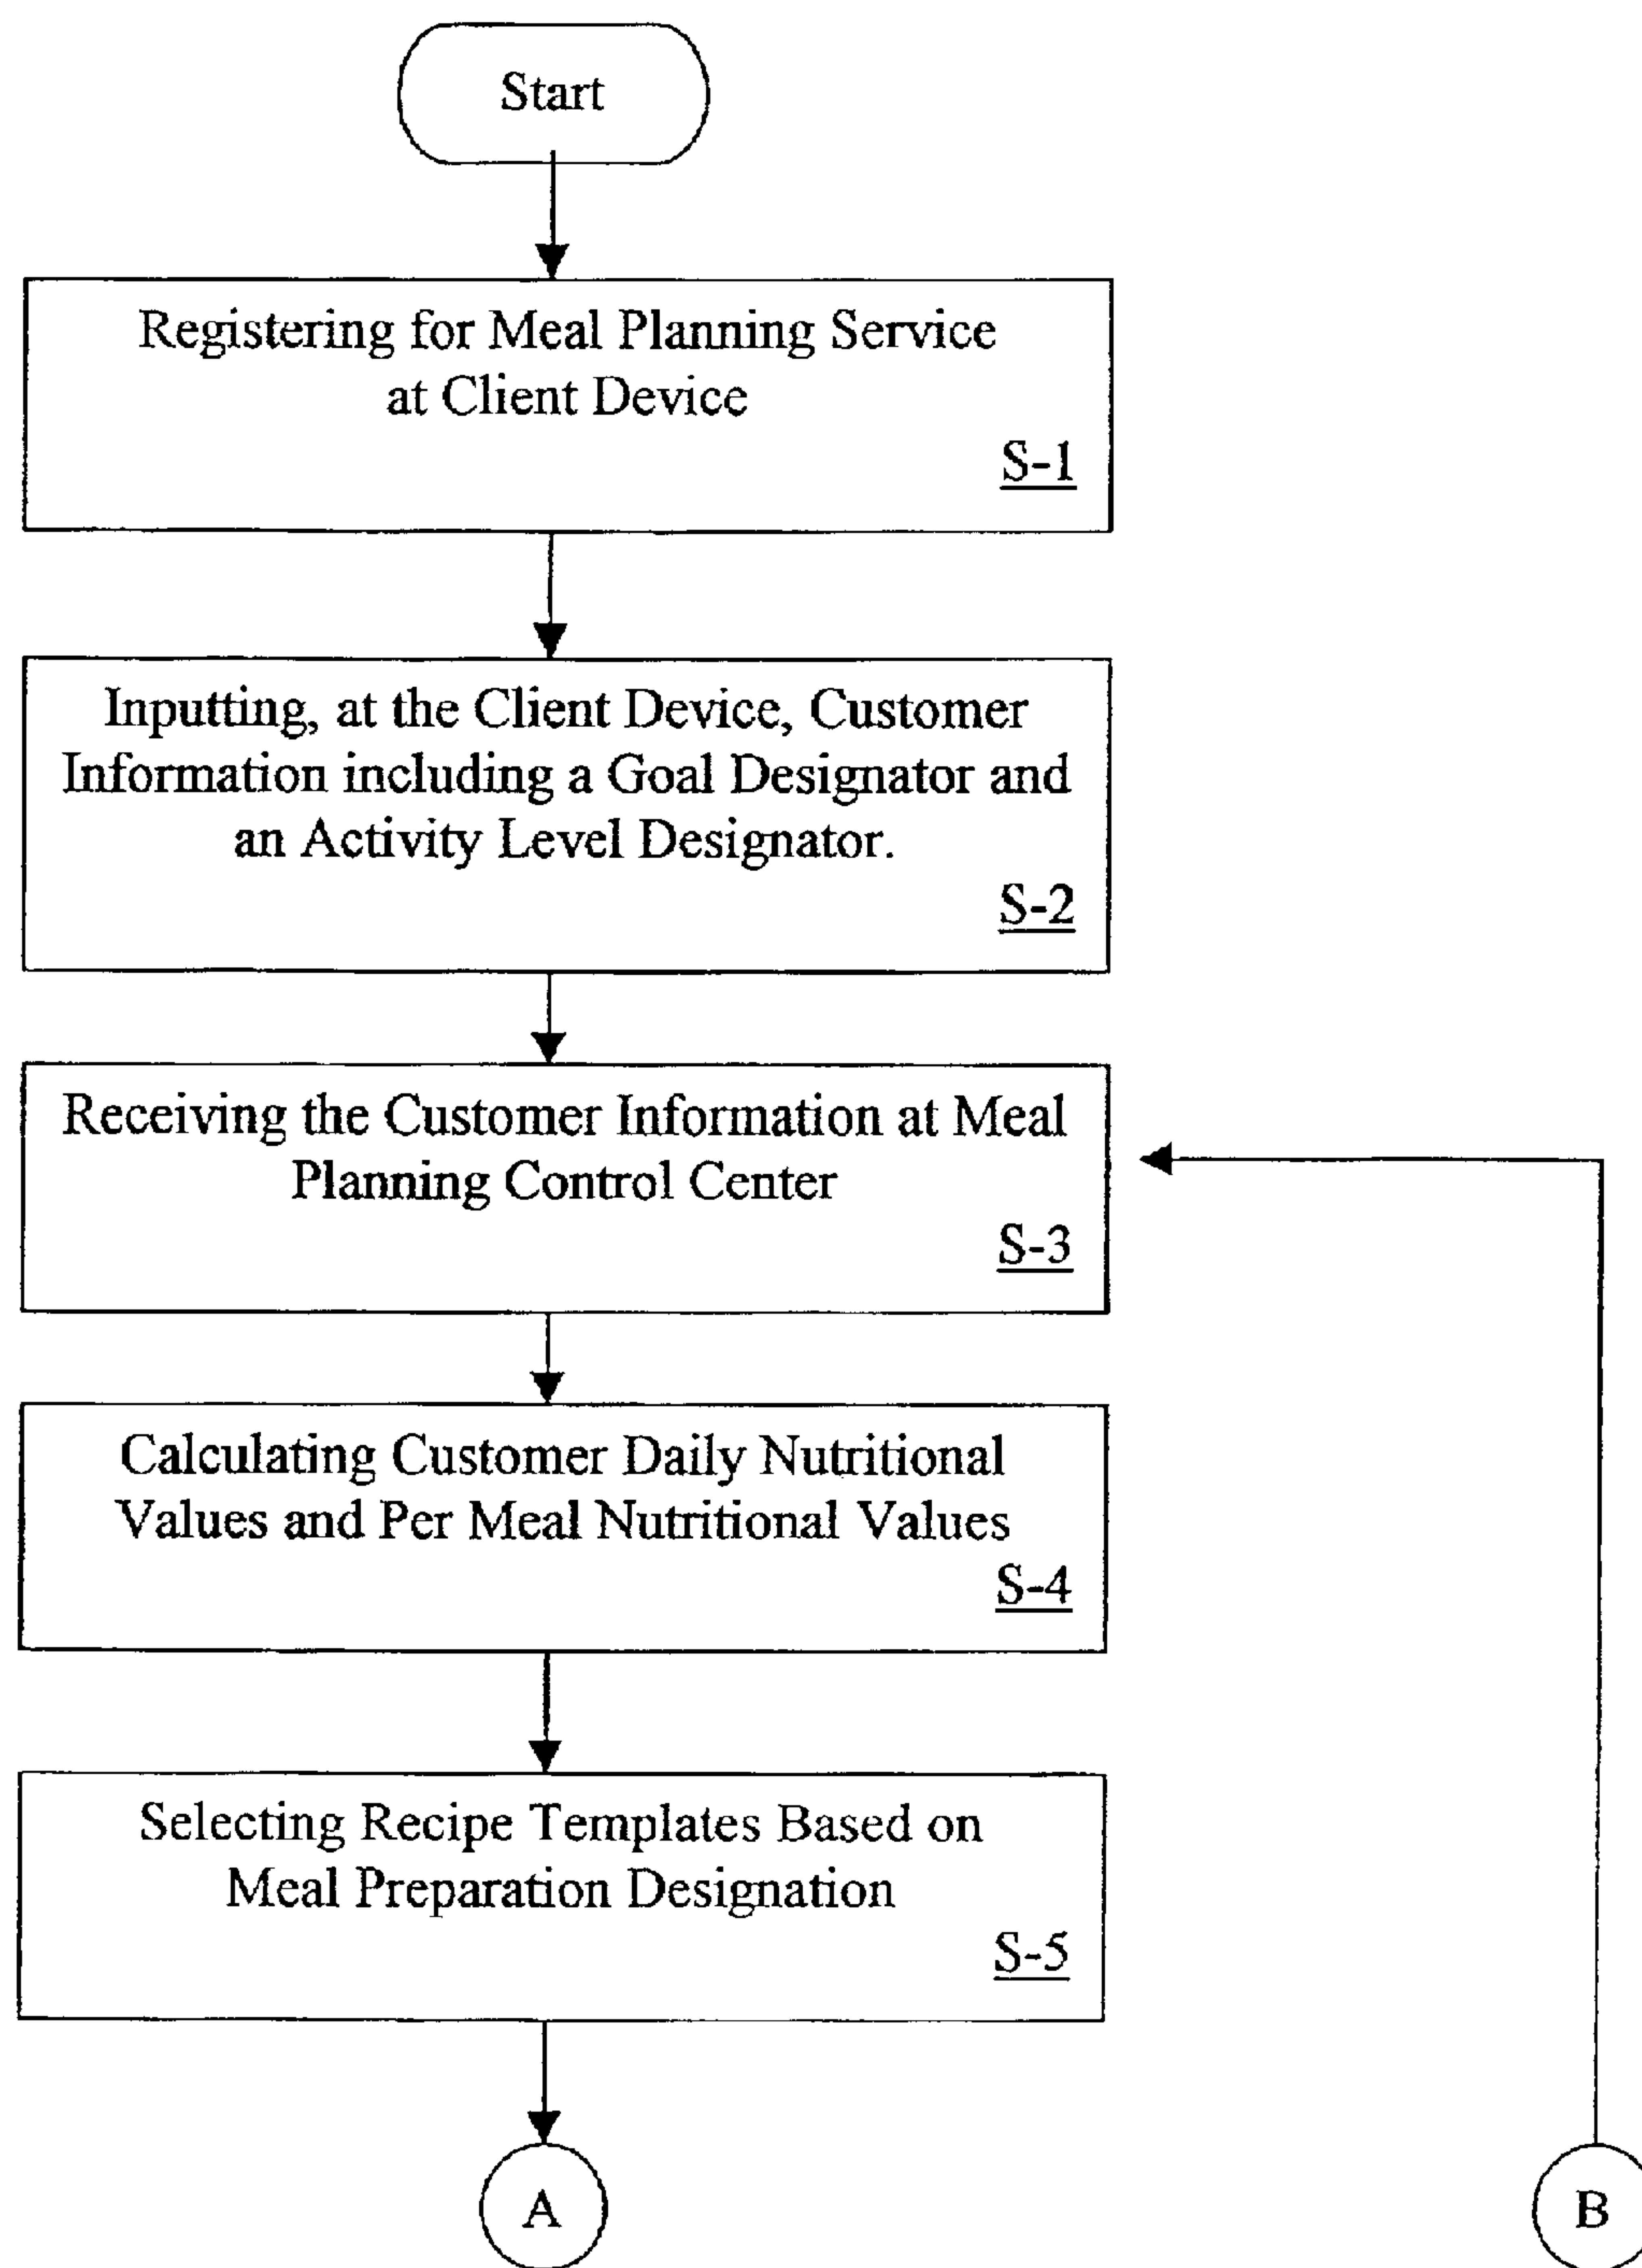 Start
Registering for Meal Planning Service
at Client Device
S-1
Inputting, at the Client Device, Customer
Information including a Goal Designator and
an Activity Level Designator.
S-2
Receiving the Customer Information at Meal
Planning Control Center
S-3
Calculating Customer Daily Nutritional
Values and Per Meal Nutritional Values
S-4
Selecting Recipe Templates Based on
Meal Preparation Designation
S-5
A
B